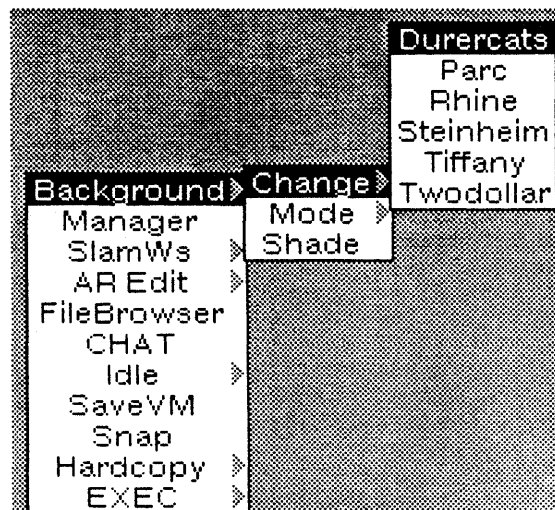 Durercats
Parc
Rhine
Steinheim
Tiffany
Twodollar
Background
Change
Manager
Mode
SlamWs
Shade
AR Edit
FileBrowser
CHAT
Idle
SaveVM
Snap
Hardcopy
EXEC